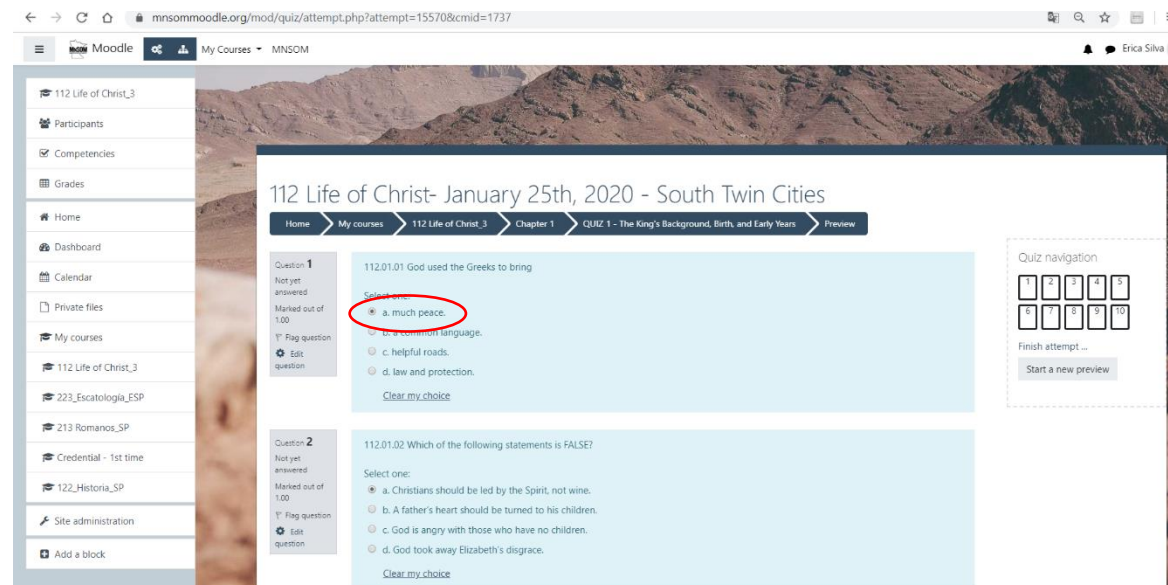 mnsommoodle.org/mod/quiz/attempt.php?attempt=15570&cmid=1737
Moodle My Courses MNSOM Erica Silva
112 Life of Christ_3
Participants
Competencies
Grades
Home
Dashboard
Calendar
Private files
My courses
112 Life of Christ_3
223_Escatología_ESP
213 Romanos_SP
Credential - 1st time
122_Historia_SP
Site administration
Add a block
112 Life of Christ- January 25th, 2020 - South Twin Cities
Home My courses 112 Life of Christ_3 Chapter 1 QUIZ 1 - The King's Background, Birth, and Early Years Preview
Question 1
Not yet
answered
Marked out of
1.00
Flag question
Edit
question
112.01.01 God used the Greeks to bring
Select one:
a. much peace.
b. a common language.
c. helpful roads.
d. law and protection.
Clear my choice
Question 2
Not yet
answered
Marked out of
1.00
Flag question
Edit
question
112.01.02 Which of the following statements is FALSE?
Select one:
a. Christians should be led by the Spirit, not wine.
b. A father's heart should be turned to his children.
c. God is angry with those who have no children.
d. God took away Elizabeth's disgrace.
Clear my choice
Quiz navigation
1 2 3 4 5
6 7 8 9 10
Finish attempt ...
Start a new preview